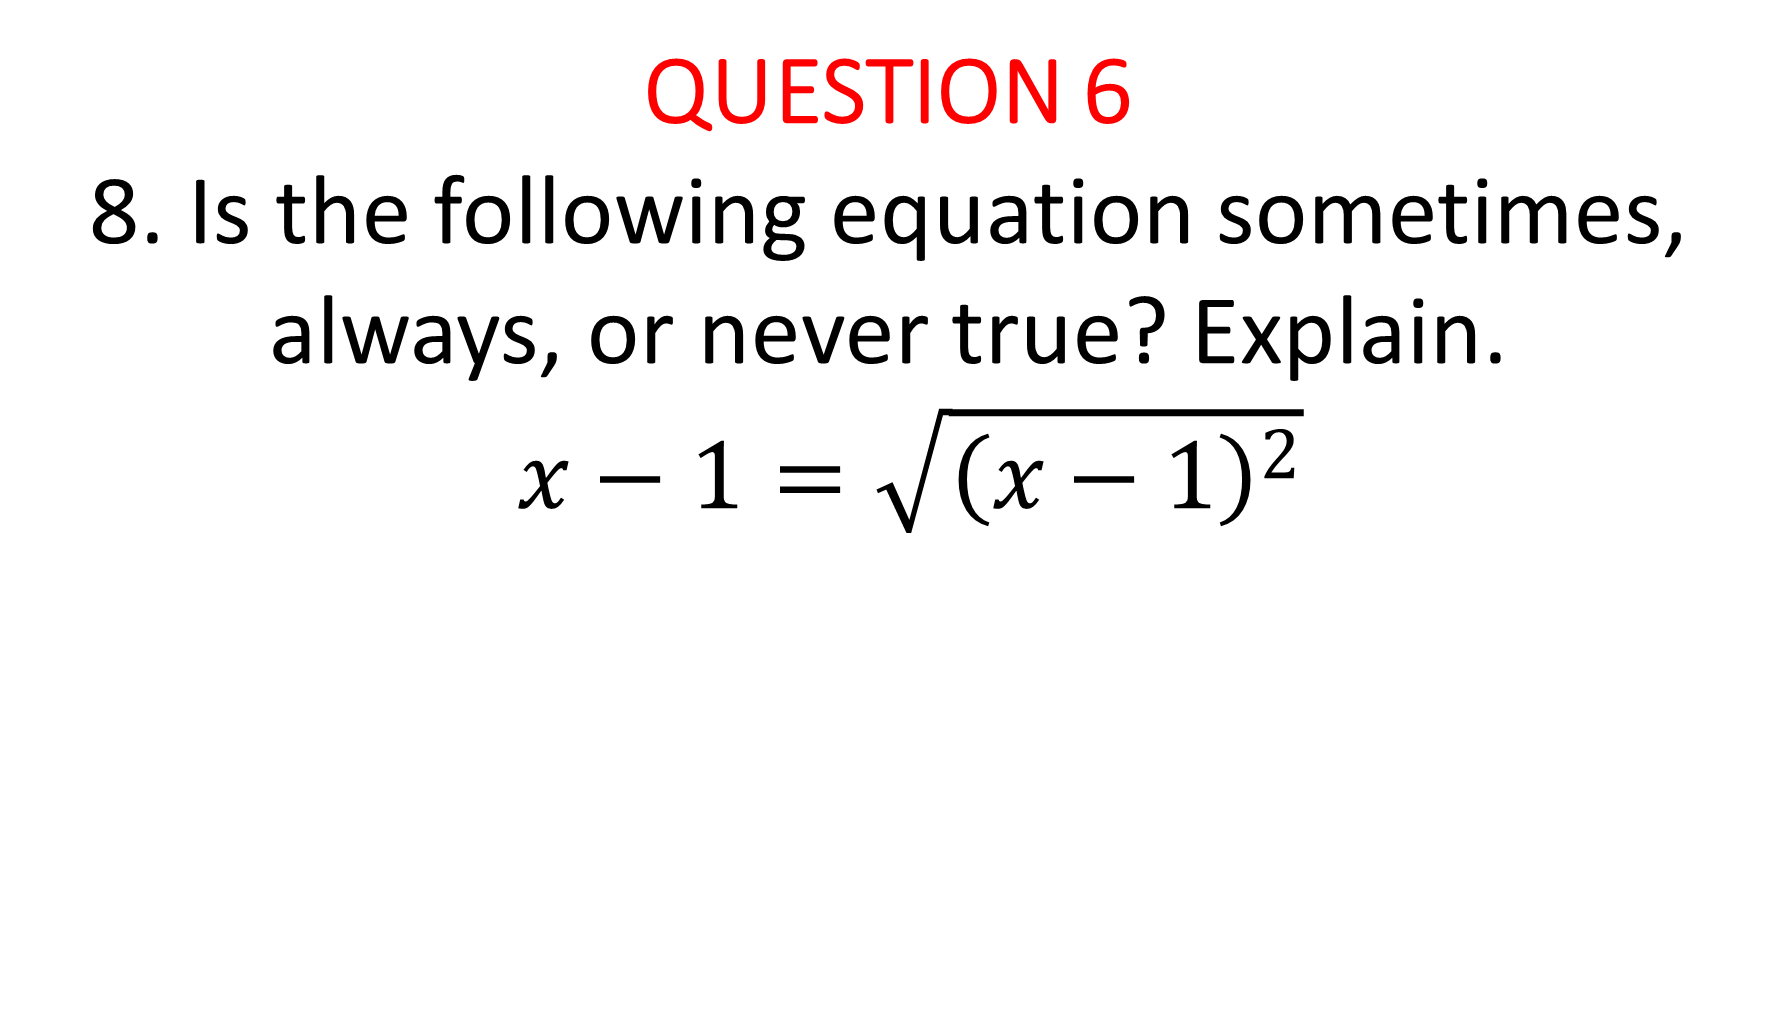 QUESTION 6
8. Is the following equation sometimes,
always, or never true? Explain.
x − 1 = √(x − 1)²